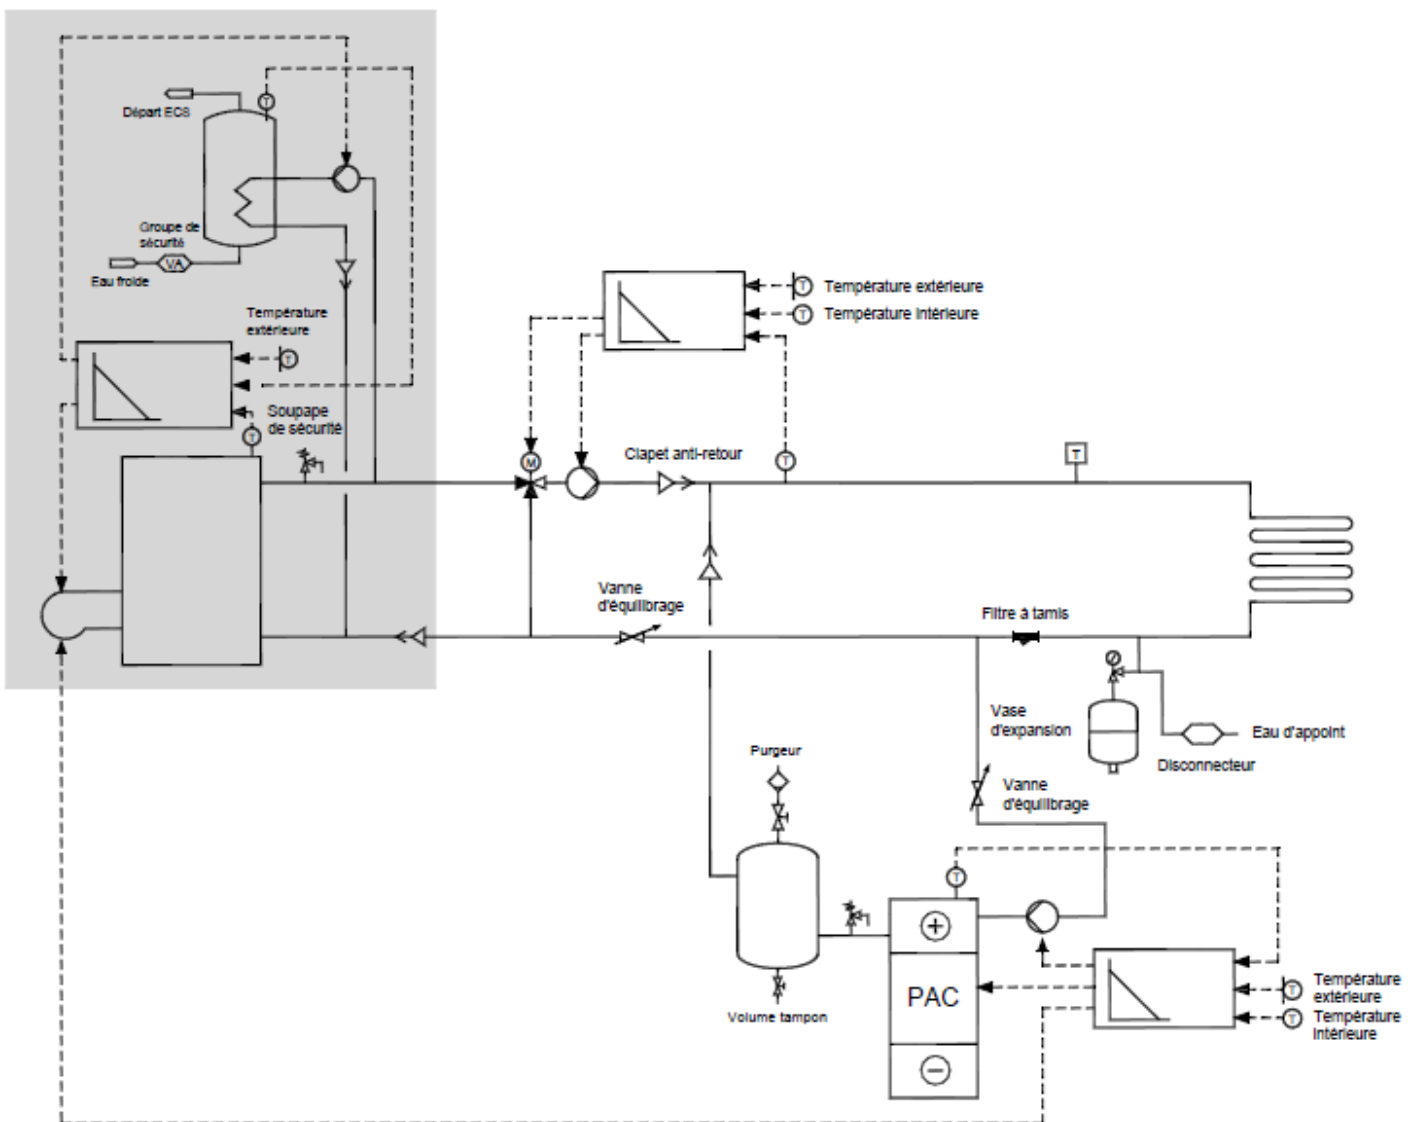 Départ ECS
T
Groupe de
sécurité
VA
Eau froide
Température
extérieure
T
Soupape
de sécurité
T
T
Température extérieure
T
Température intérieure
M
Clapet anti-retour
T
T
Vanne
d'équilibrage
Filtre à tamis
Vase
d'expansion
Eau d'appoint
Disconnecteur
Purgeur
Vanne
d'équilibrage
T
PAC
Volume tampon
T
Température
extérieure
T
Température
intérieure